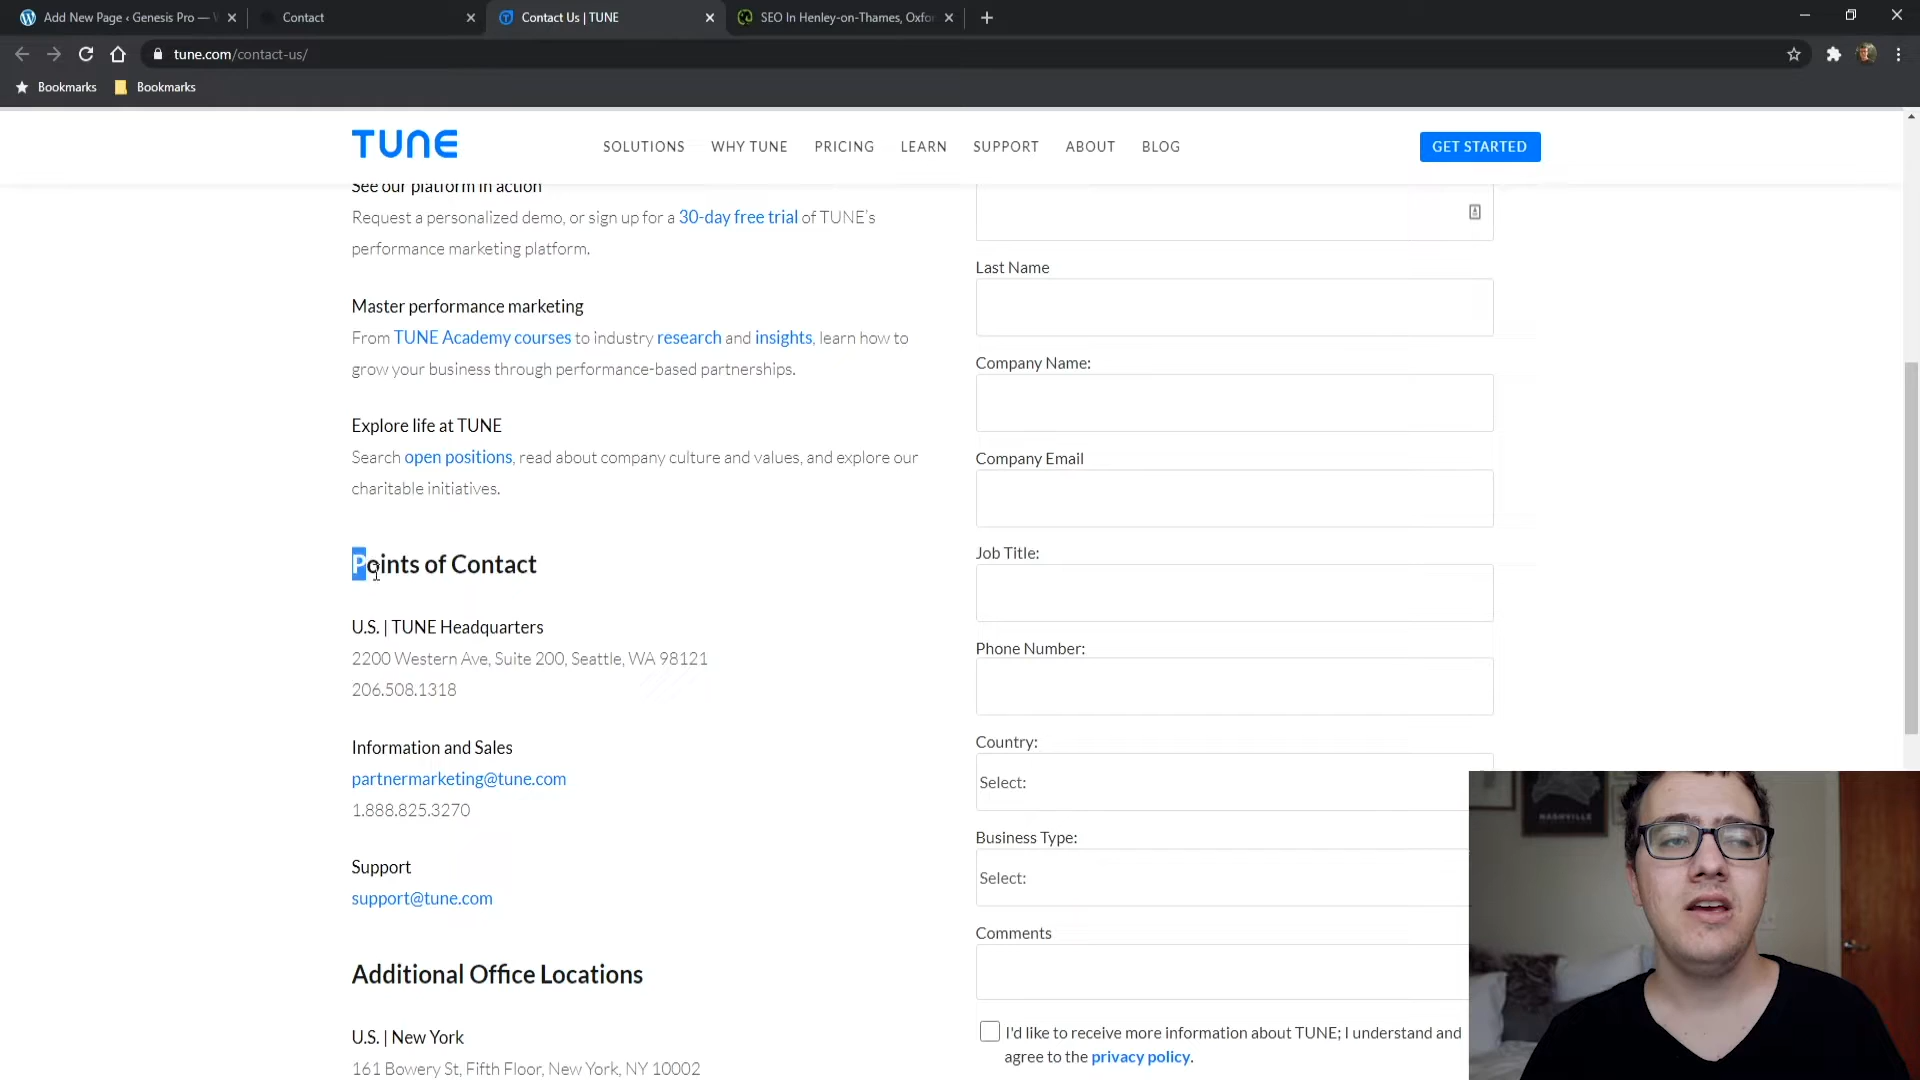 Add New Page ‹ Genesis Pro —
Contact
Contact Us | TUNE
SEO In Henley-on-Thames, Oxfo
tune.com/contact-us/
Bookmarks
Bookmarks
TUNE
SOLUTIONS
WHY TUNE
PRICING
LEARN
SUPPORT
ABOUT
BLOG
GET STARTED
See our platform in action
Request a personalized demo, or sign up for a 30-day free trial of TUNE's
performance marketing platform.
Master performance marketing
From TUNE Academy courses to industry research and insights, learn how to
grow your business through performance-based partnerships.
Explore life at TUNE
Search open positions, read about company culture and values, and explore our
charitable initiatives.
Points of Contact
U.S. | TUNE Headquarters
2200 Western Ave, Suite 200, Seattle, WA 98121
206.508.1318
Information and Sales
partnermarketing@tune.com
1.888.825.3270
Support
support@tune.com
Additional Office Locations
U.S. | New York
161 Bowery St, Fifth Floor, New York, NY 10002
Last Name
Company Name:
Company Email
Job Title:
Phone Number:
Country:
Select:
Business Type:
Select:
Comments
I'd like to receive more information about TUNE; I understand and
agree to the privacy policy.
NASHVILLE